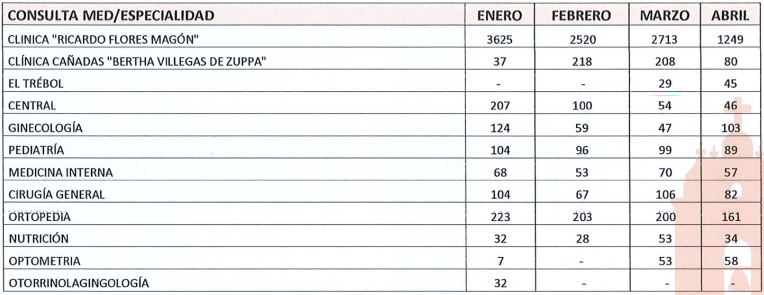 CONSULTA MED/ESPECIALIDAD ENERO FEBRERO MARZO ABRIL
CLINICA "RICARDO FLORES MAGÓN" 3625 2520 2713 1249
CLÍNICA CAÑADAS "BERTHA VILLEGAS DE ZUPPA" 37 218 208 80
EL TRÉBOL - - 29 45
CENTRAL 207 100 54 46
GINECOLOGÍA 124 59 47 103
PEDIATRÍA 104 96 99 89
MEDICINA INTERNA 68 53 70 57
CIRUGÍA GENERAL 104 67 106 82
ORTOPEDIA 223 203 200 161
NUTRICIÓN 32 28 53 34
OPTOMETRIA 7 - 53 58
OTORRINOLAGINGOLOGÍA 32 - - -